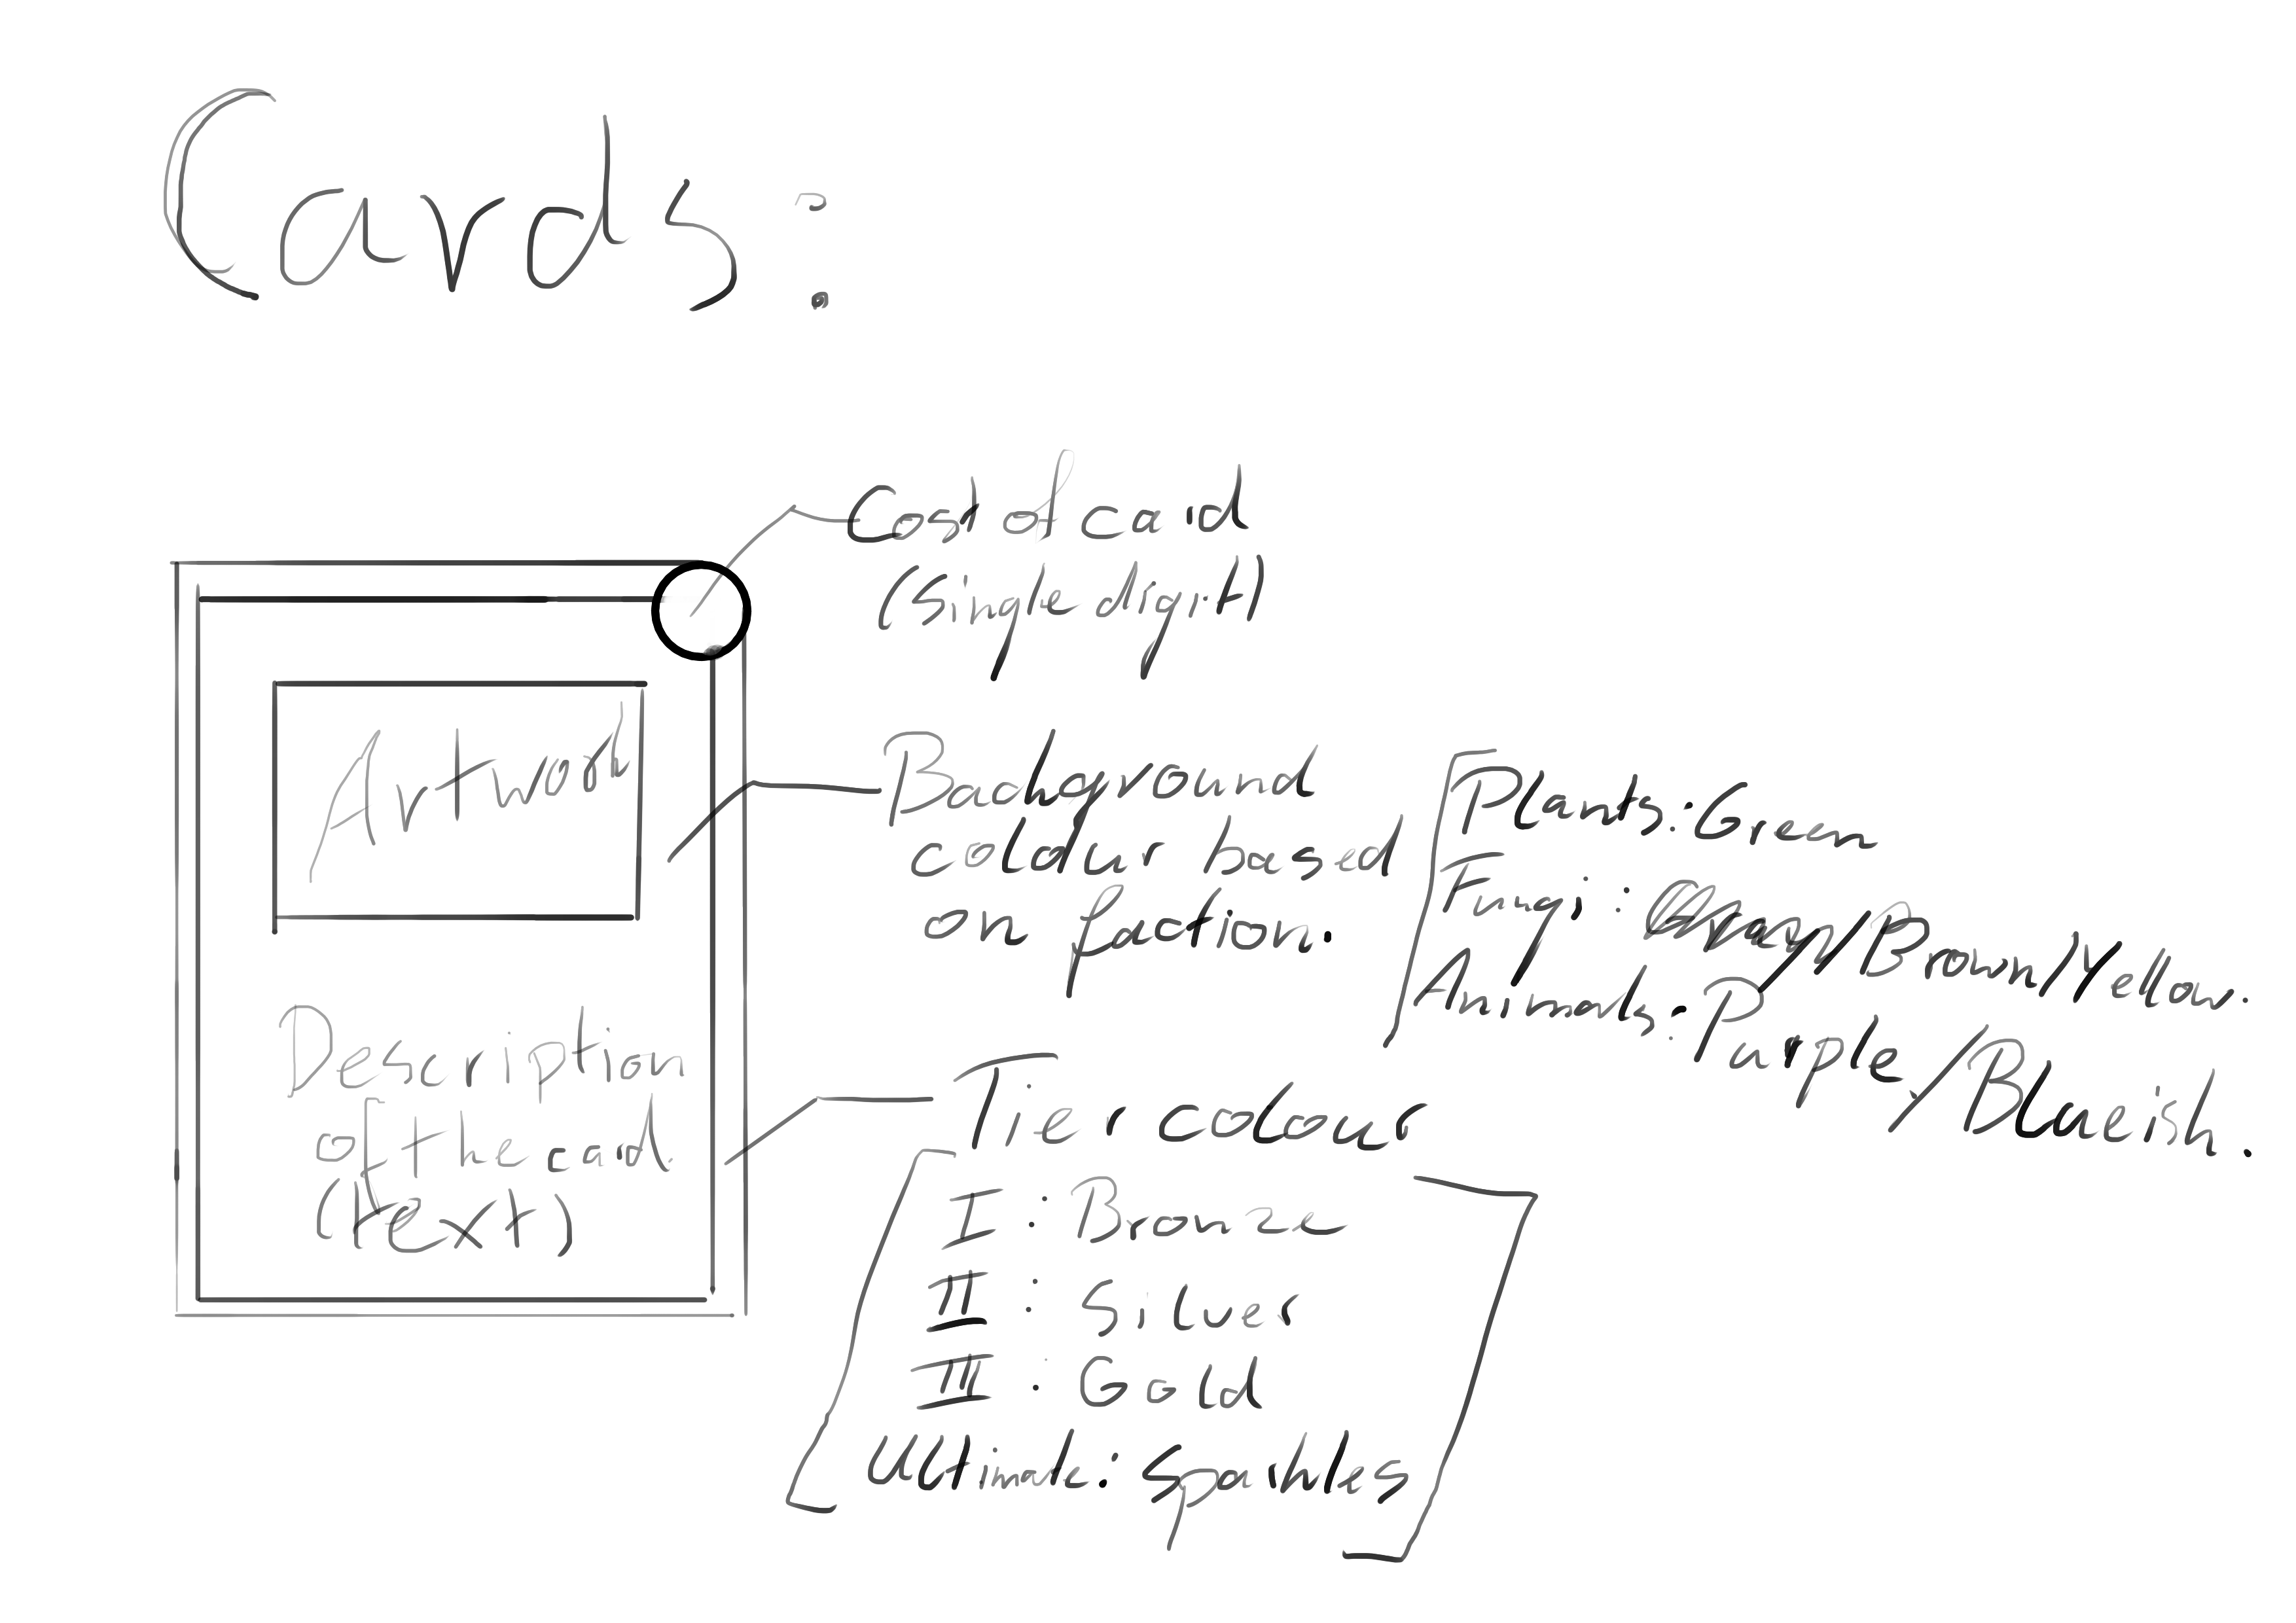 Cards:
Cost of card
(Single digit)
Artwork
Background
colour based
on faction.
Plants: Green
Fungi: /Brown/Yellow.
Animals: Purple/Blueish.
Description
of the card
(text)
Tier colour
I : Bronze
II : Silver
III : Gold
Ultimate: Sparkles